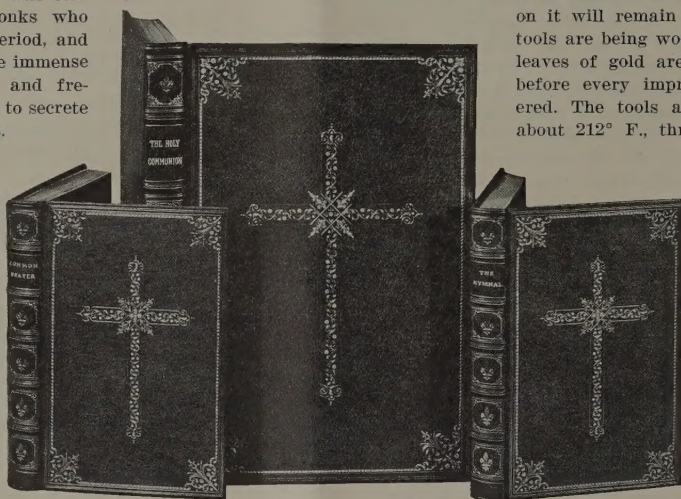 onks who
eriod, and
e immense
and fre-
to secrete
on it will remain
tools are being wo
leaves of gold are
before every impr
ered. The tools a
about 212° F., thr
THE HOLY
COMMUNION
COMMON
PRAYER
THE
HYMNAL